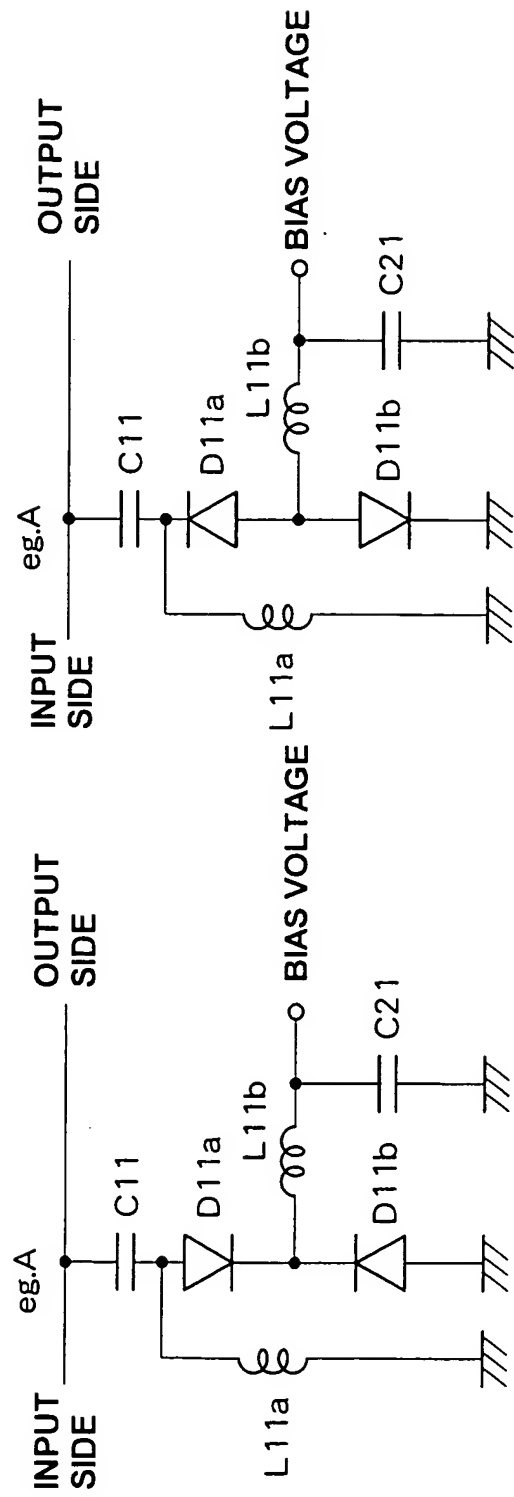 INPUT
SIDE
eg.A
OUTPUT
SIDE
C11
D11a
L11b
BIAS VOLTAGE
L11a
D11b
C21
INPUT
SIDE
eg.A
OUTPUT
SIDE
C11
D11a
L11b
BIAS VOLTAGE
L11a
D11b
C21